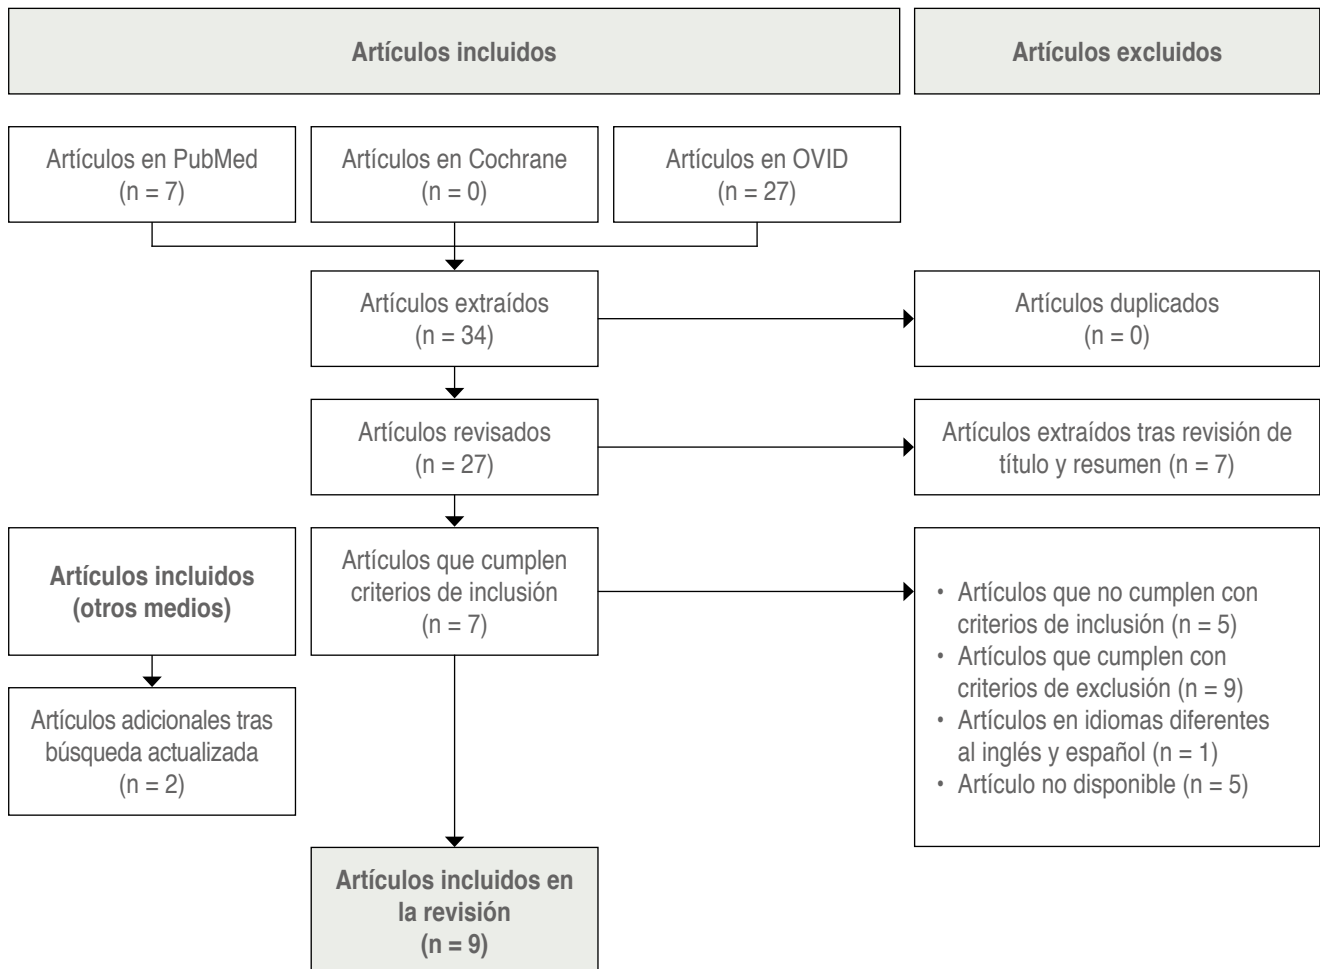 Artículos incluidos
Artículos excluidos
Artículos en PubMed
(n = 7)
Artículos en Cochrane
(n = 0)
Artículos en OVID
(n = 27)
Artículos extraídos
(n = 34)
Artículos duplicados
(n = 0)
Artículos revisados
(n = 27)
Artículos extraídos tras revisión de
título y resumen (n = 7)
Artículos incluidos
(otros medios)
Artículos que cumplen
criterios de inclusión
(n = 7)
• Artículos que no cumplen con
criterios de inclusión (n = 5)
• Artículos que cumplen con
criterios de exclusión (n = 9)
• Artículos en idiomas diferentes
al inglés y español (n = 1)
• Artículo no disponible (n = 5)
Artículos adicionales tras
búsqueda actualizada
(n = 2)
Artículos incluidos en
la revisión
(n = 9)